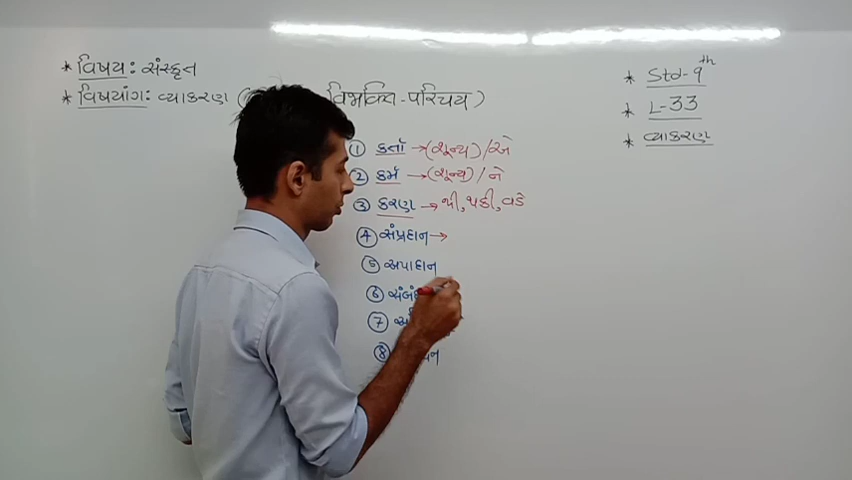 * વિષય: સંસ્કૃત
* વિષયાંગ: વ્યાકરણ ( વિભક્તિ-પરિચય )
① કર્તા → (શૂન્ય) / એ
② કર્મ → (શૂન્ય) / ને
③ કરણ → થી, થકી, વડે
④ સંપ્રદાન →
⑤ અપાદાન
⑥
⑦
⑧
* Std-9th
* L-33
* વ્યાકરણ